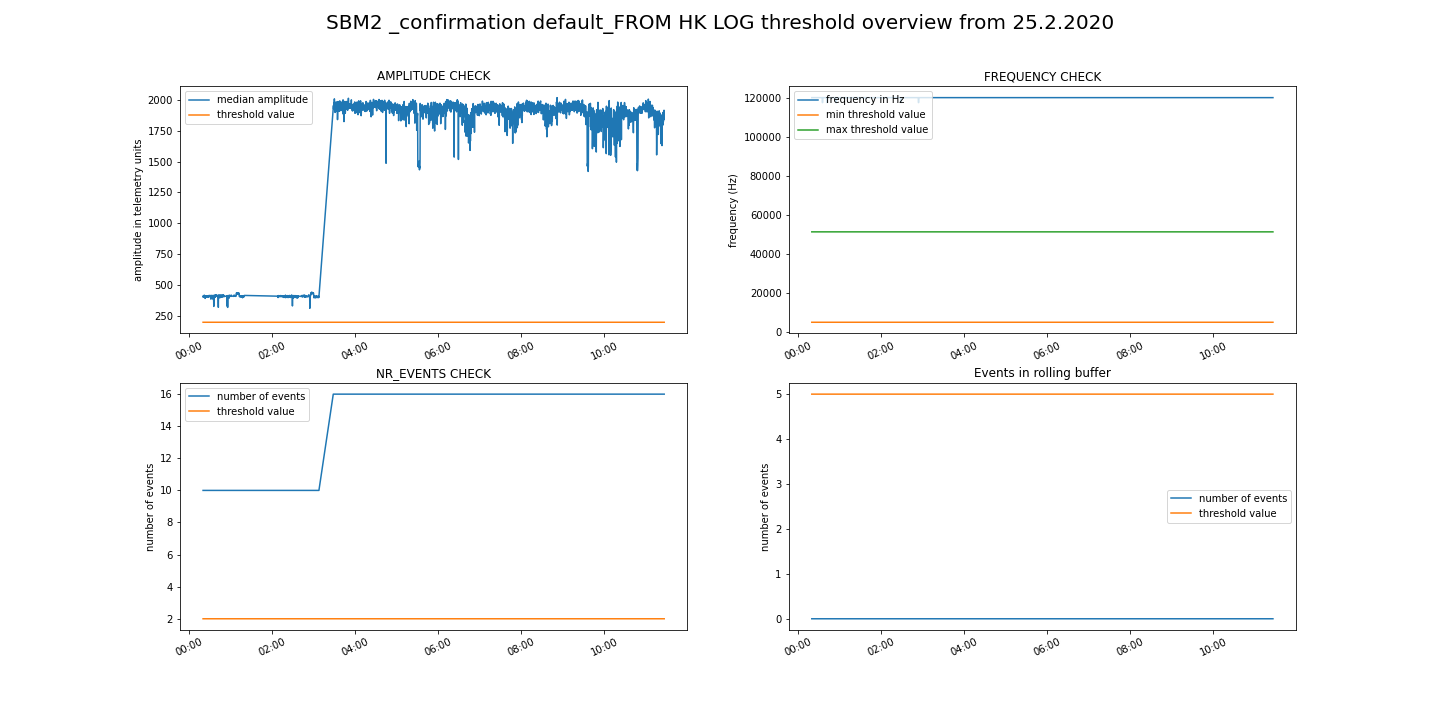 SBM2 _confirmation default_FROM HK LOG threshold overview from 25.2.2020
AMPLITUDE CHECK
median amplitude
threshold value
amplitude in telemetry units
2000
1750
1500
1250
1000
750
500
250
00:00 02:00 04:00 06:00 08:00 10:00
FREQUENCY CHECK
frequency in Hz
min threshold value
max threshold value
frequency (Hz)
120000
100000
80000
60000
40000
20000
0
00:00 02:00 04:00 06:00 08:00 10:00
NR_EVENTS CHECK
number of events
threshold value
number of events
16
14
12
10
8
6
4
2
00:00 02:00 04:00 06:00 08:00 10:00
Events in rolling buffer
number of events
threshold value
number of events
5
4
3
2
1
0
00:00 02:00 04:00 06:00 08:00 10:00